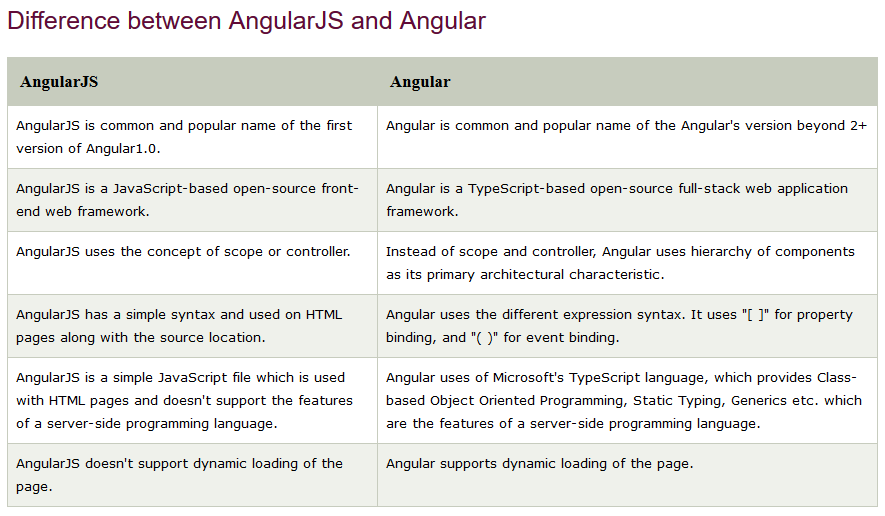 Difference between AngularJS and Angular
AngularJS
Angular
AngularJS is common and popular name of the first
version of Angular1.0.
Angular is common and popular name of the Angular's version beyond 2+
AngularJS is a JavaScript-based open-source front-
end web framework.
Angular is a TypeScript-based open-source full-stack web application
framework.
AngularJS uses the concept of scope or controller.
Instead of scope and controller, Angular uses hierarchy of components
as its primary architectural characteristic.
AngularJS has a simple syntax and used on HTML
pages along with the source location.
Angular uses the different expression syntax. It uses "[ ]" for property
binding, and "( )" for event binding.
AngularJS is a simple JavaScript file which is used
with HTML pages and doesn't support the features
of a server-side programming language.
Angular uses of Microsoft's TypeScript language, which provides Class-
based Object Oriented Programming, Static Typing, Generics etc. which
are the features of a server-side programming language.
AngularJS doesn't support dynamic loading of the
page.
Angular supports dynamic loading of the page.